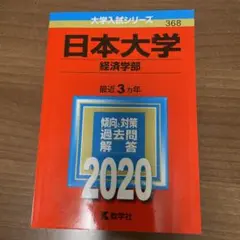 大学入試シリーズ
368
日本大学
経済学部
最近3ヵ年
傾向と対策
過去問
解答
2020
教学社